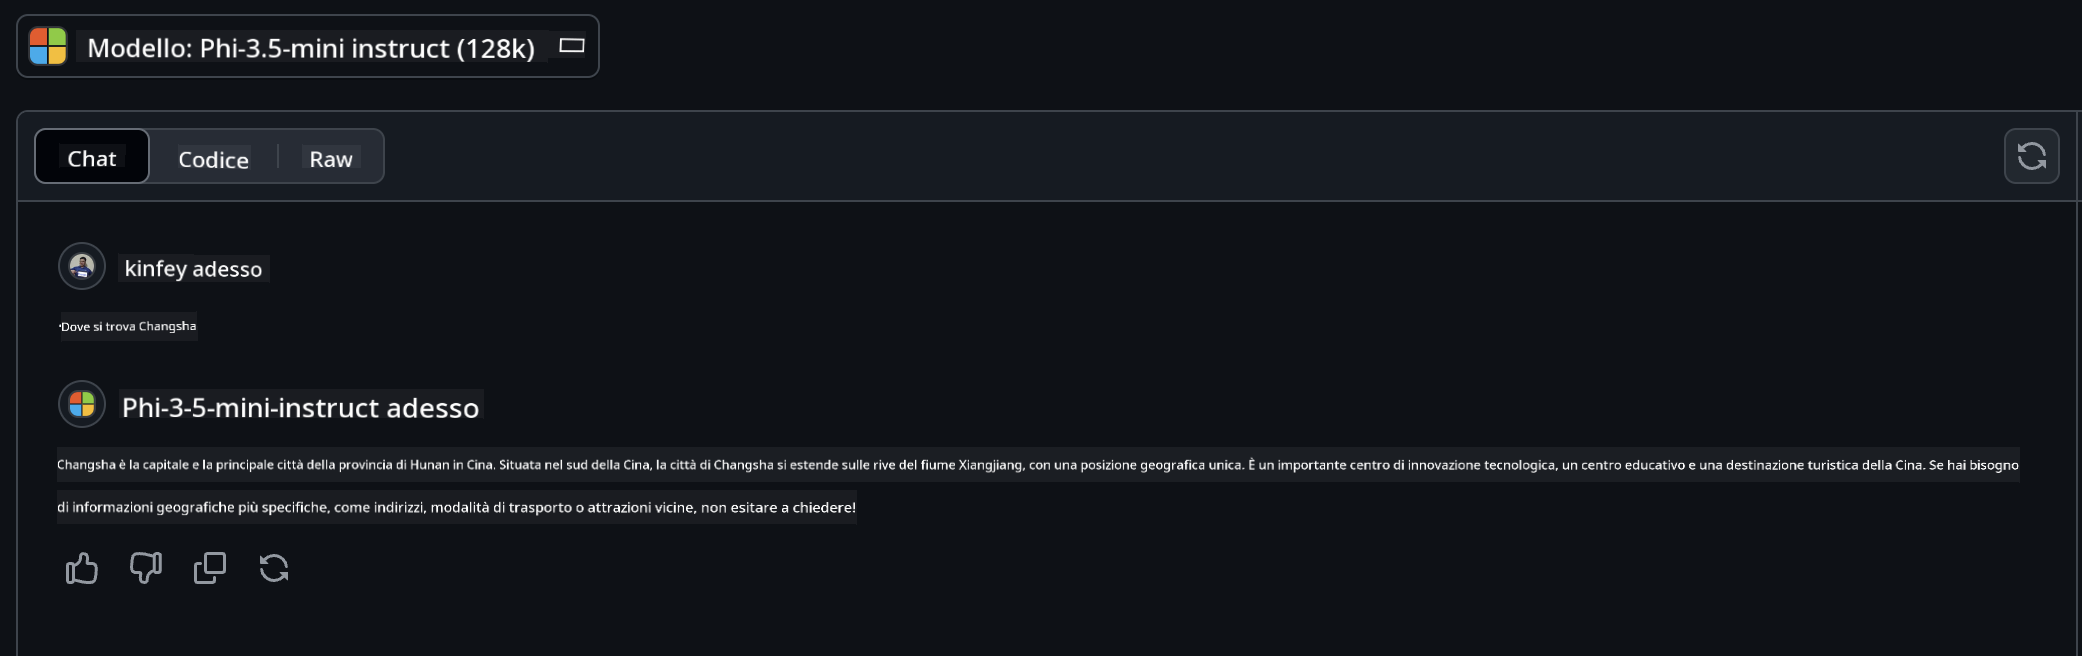 Modello: Phi-3.5-mini instruct (128k)
Chat
Codice
Raw
kinfey adesso
Dove si trova Changsha
Phi-3-5-mini-instruct adesso
Changsha è la capitale e la principale città della provincia di Hunan in Cina. Situata nel sud della Cina, la città di Changsha si estende sulle rive del fiume Xiangjiang, con una posizione geografica unica. È un importante centro di innovazione tecnologica, un centro educativo e una destinazione turistica della Cina. Se hai bisogno
di informazioni geografiche più specifiche, come indirizzi, modalità di trasporto o attrazioni vicine, non esitare a chiedere!